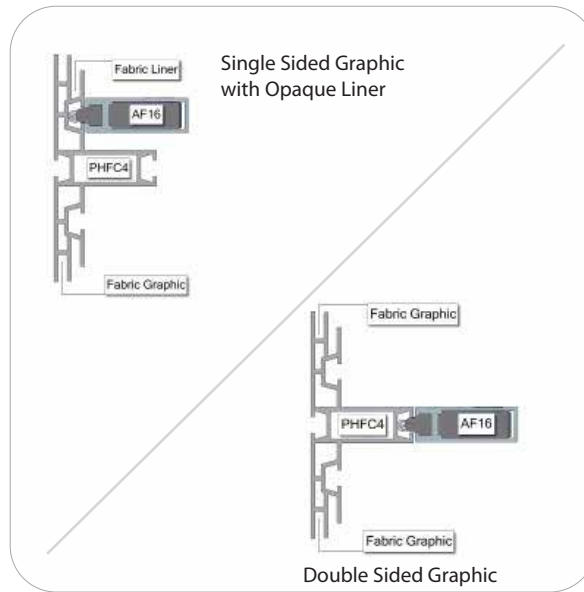 Fabric Liner
Single Sided Graphic
with Opaque Liner
AF16
PHFC4
Fabric Graphic
Fabric Graphic
PHFC4
AF16
Fabric Graphic
Double Sided Graphic